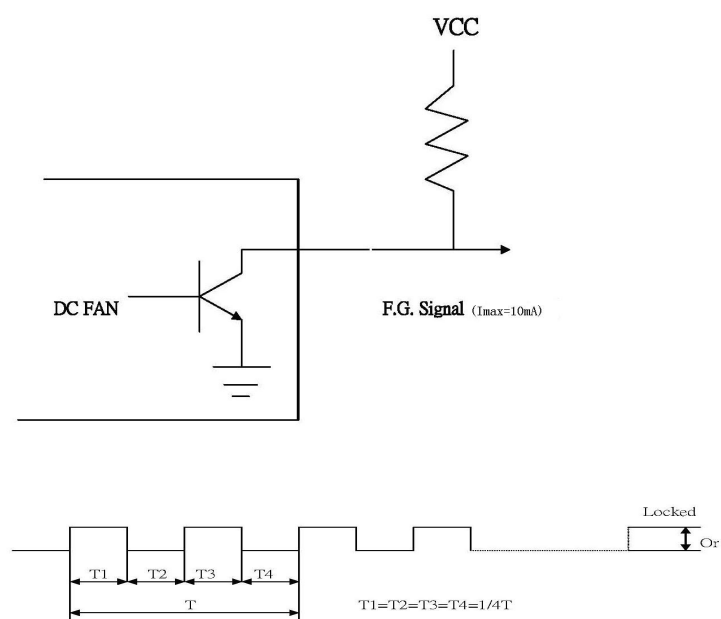 VCC
DC FAN
F.G. Signal (Imax=10mA)
Locked
Or
T1 T2 T3 T4
T
T1=T2=T3=T4=1/4T